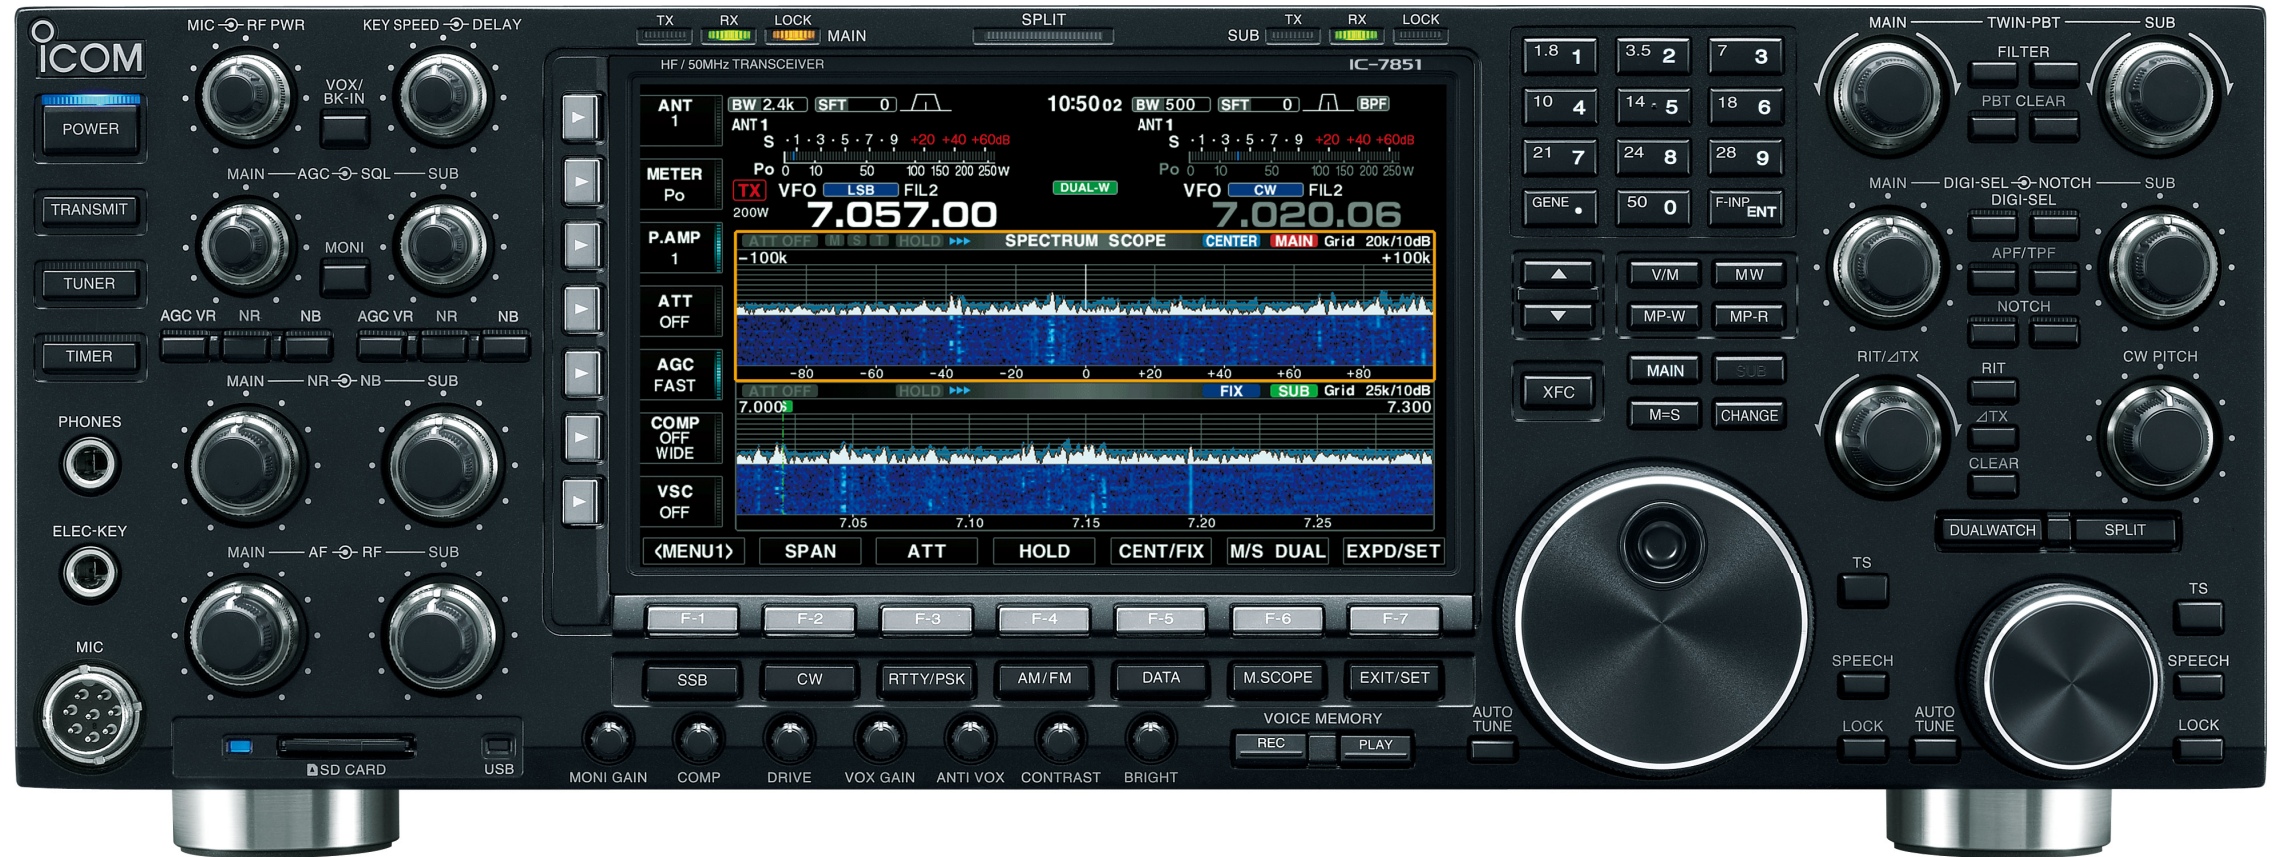 ICOM
MIC RF PWR
KEY SPEED DELAY
VOX/
BK-IN
POWER
MAIN AGC SQL SUB
TRANSMIT
MONI
TUNER
AGC VR NR NB
AGC VR NR NB
TIMER
MAIN NR NB SUB
PHONES
ELEC-KEY
MAIN AF RF SUB
MIC
SD CARD
USB
TX RX LOCK MAIN
SPLIT
SUB TX RX LOCK
HF / 50MHz TRANSCEIVER
IC-7851
ANT
1
METER
Po
P.AMP
1
ATT
OFF
AGC
FAST
COMP
OFF
WIDE
VSC
OFF
BW 2.4k SFT 0
10:50 02
BW 500 SFT 0 BPF
ANT 1
S 1 3 5 7 9 +20 +40 +60dB
Po 0 10 50 100 150 200 250W
ANT 1
S 1 3 5 7 9 +20 +40 +60dB
Po 0 10 50 100 150 200 250W
TX VFO LSB FIL2
DUAL-W
VFO CW FIL2
200W
7.057.00
7.020.06
ATT OFF M S T HOLD SPECTRUM SCOPE CENTER MAIN Grid 20k/10dB
-100k +100k
-80 -60 -40 -20 0 +20 +40 +60 +80
ATT OFF HOLD FIX SUB Grid 25k/10dB
7.000 S 7.300
7.05 7.10 7.15 7.20 7.25
<MENU1> SPAN ATT HOLD CENT/FIX M/S DUAL EXPD/SET
F-1 F-2 F-3 F-4 F-5 F-6 F-7
SSB CW RTTY/PSK AM/FM DATA M.SCOPE EXIT/SET
MONI GAIN COMP DRIVE VOX GAIN ANTI VOX CONTRAST BRIGHT
VOICE MEMORY
REC PLAY
1.8 1 3.5 2 7 3
10 4 14 5 18 6
21 7 24 8 28 9
GENE . 50 0 F-INP ENT
V/M MW
MP-W MP-R
XFC
MAIN SUB
M=S CHANGE
MAIN TWIN-PBT SUB
FILTER
PBT CLEAR
MAIN DIGI-SEL NOTCH SUB
DIGI-SEL
APF/TPF
NOTCH
RIT/⊿TX
CW PITCH
RIT
⊿TX
CLEAR
DUALWATCH SPLIT
TS
TS
SPEECH
SPEECH
AUTO
TUNE
LOCK
AUTO
TUNE
LOCK